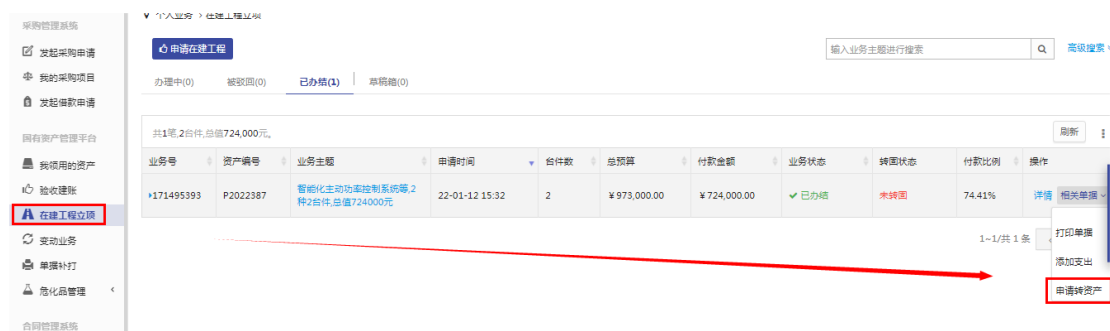 采购管理系统
发起采购申请
我的采购项目
发起借款申请
国有资产管理平台
我领用的资产
验收建账
在建工程立项
变动业务
单据补打
危化品管理
合同管理系统
个人业务 > 在建工程立项
申请在建工程
输入业务主题进行搜索
高级搜索
办理中(0) 被驳回(0) 已办结(1) 草稿箱(0)
共1笔,2台件,总值724,000元。
刷新
业务号 资产编号 业务主题 申请时间 台件数 总预算 付款金额 业务状态 转固状态 付款比例 操作
171495393 P2022387 智能化主动功率控制系统等,2种2台件,总值724000元 22-01-12 15:32 2 ¥973,000.00 ¥724,000.00 已办结 未转固 74.41% 详情 相关单据
1~1/共1条
打印单据
添加支出
申请转资产